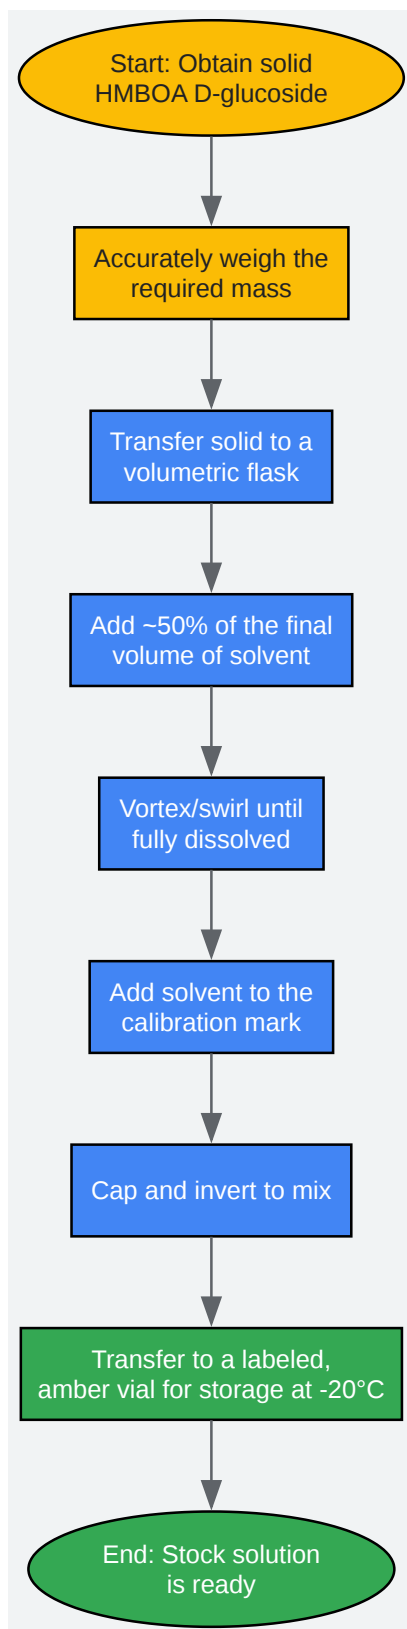 Start: Obtain solid
HMBOA D-glucoside
Accurately weigh the
required mass
Transfer solid to a
volumetric flask
Add ~50% of the final
volume of solvent
Vortex/swirl until
fully dissolved
Add solvent to the
calibration mark
Cap and invert to mix
Transfer to a labeled,
amber vial for storage at -20°C
End: Stock solution
is ready